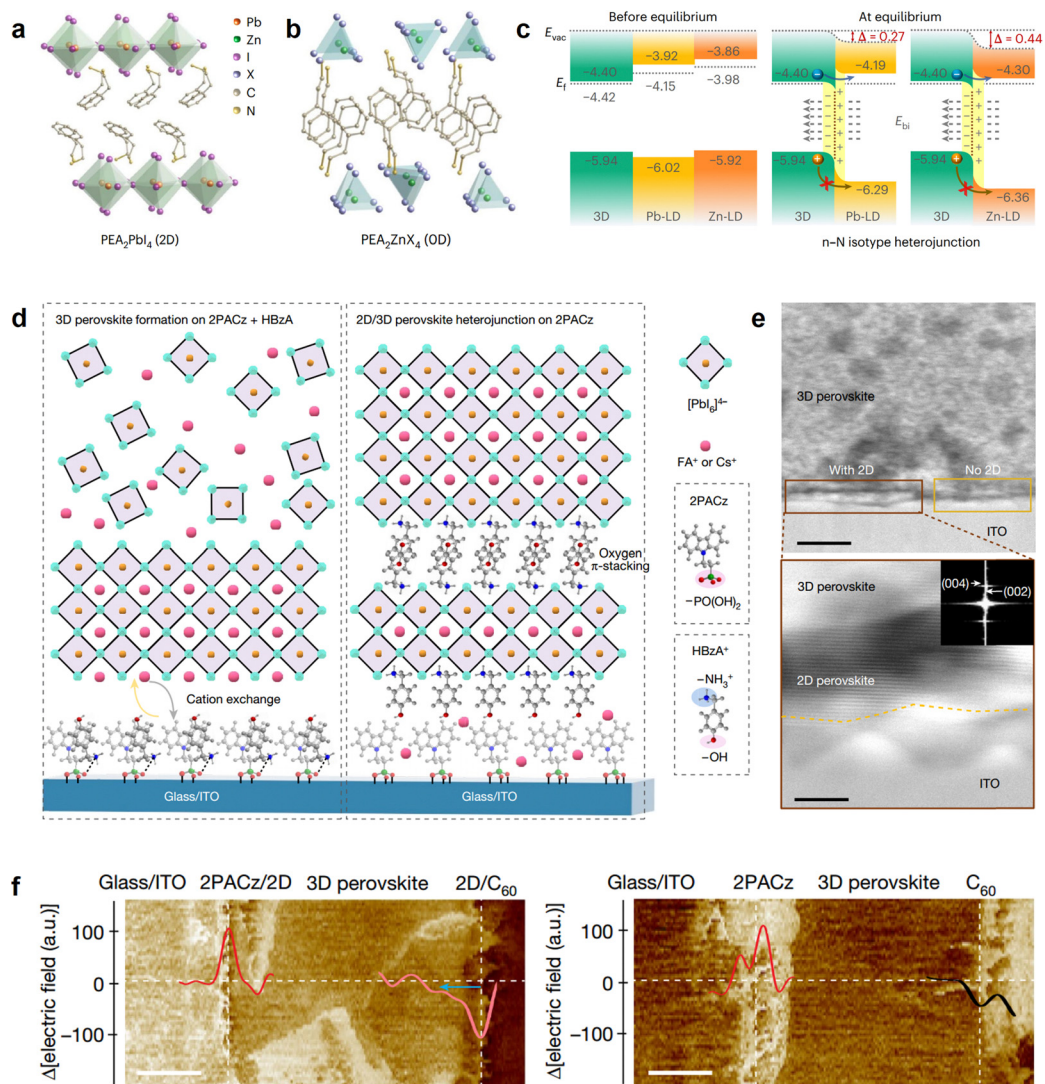 a
Pb
Zn
I
X
C
N
PEA₂PbI₄ (2D)
b
PEA₂ZnX₄ (0D)
c
Before equilibrium
At equilibrium
Eᵥₐc
E_f
−4.40
−3.92
−3.86
−4.42
−4.15
−3.98
−5.94
−6.02
−5.92
3D
Pb-LD
Zn-LD
Δ = 0.27
−4.40
−4.19
E_bi
−5.94
−6.29
3D
Pb-LD
Δ = 0.44
−4.40
−4.30
−5.94
−6.36
3D
Zn-LD
n–N isotype heterojunction
d
3D perovskite formation on 2PACz + HBzA
Cation exchange
Glass/ITO
2D/3D perovskite heterojunction on 2PACz
Oxygen
π-stacking
Glass/ITO
[PbI₆]⁴⁻
FA⁺ or Cs⁺
2PACz
−PO(OH)₂
HBzA⁺
−NH₃⁺
−OH
e
3D perovskite
With 2D
No 2D
ITO
3D perovskite
(004)
(002)
2D perovskite
ITO
f
Glass/ITO
2PACz/2D
3D perovskite
2D/C₆₀
Δ[electric field (a.u.)]
100
0
−100
Glass/ITO
2PACz
3D perovskite
C₆₀
Δ[electric field (a.u.)]
100
0
−100